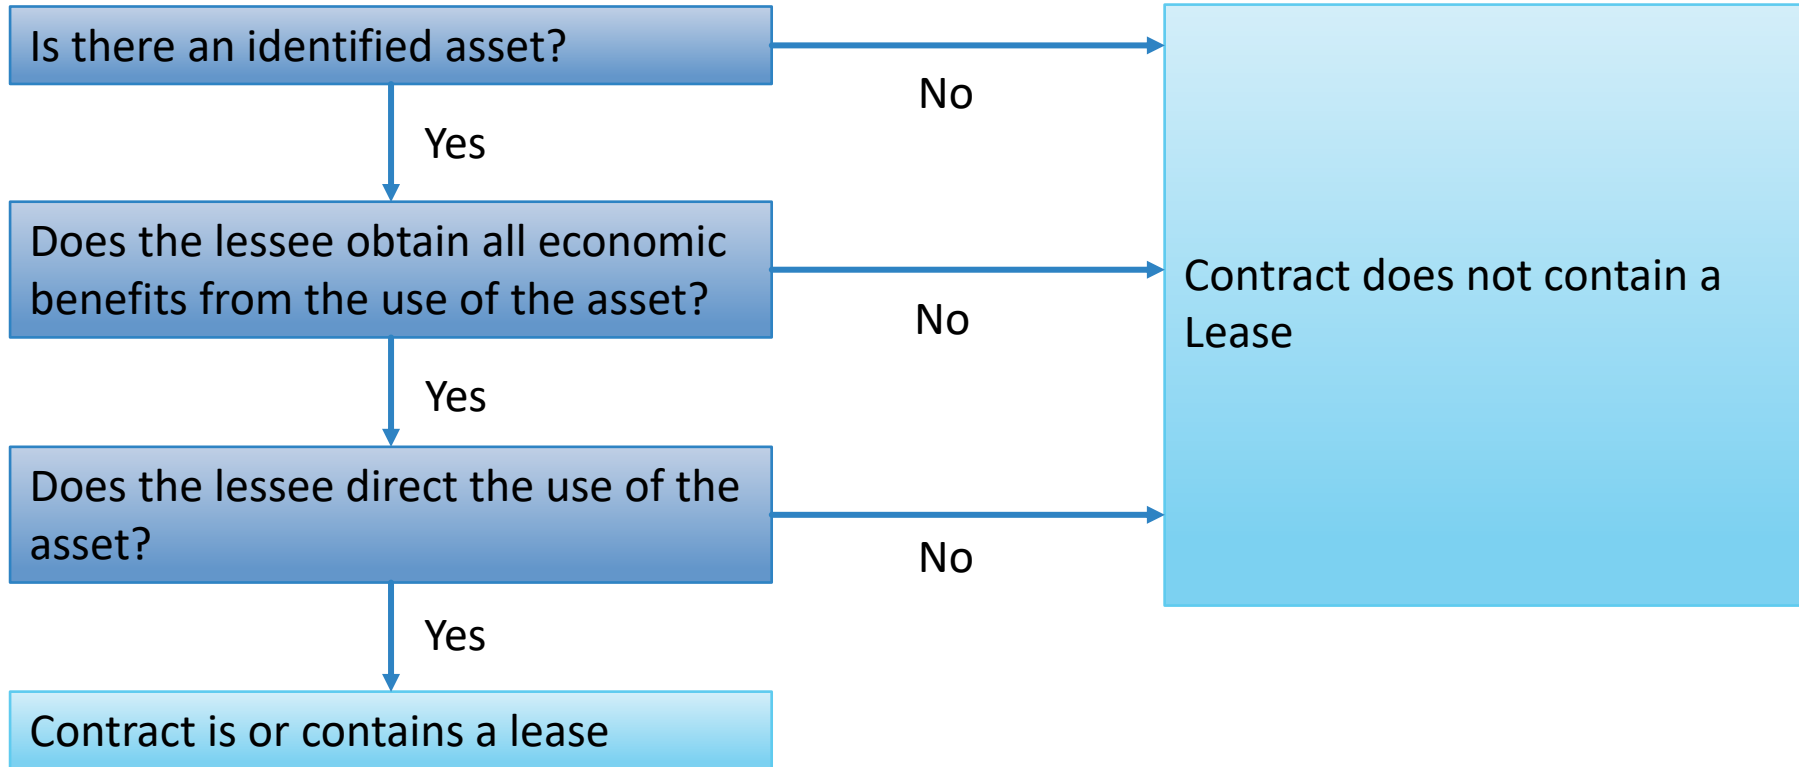 Is there an identified asset?
No
Yes
Does the lessee obtain all economic
benefits from the use of the asset?
No
Contract does not contain a
Lease
Yes
Does the lessee direct the use of the
asset?
No
Yes
Contract is or contains a lease